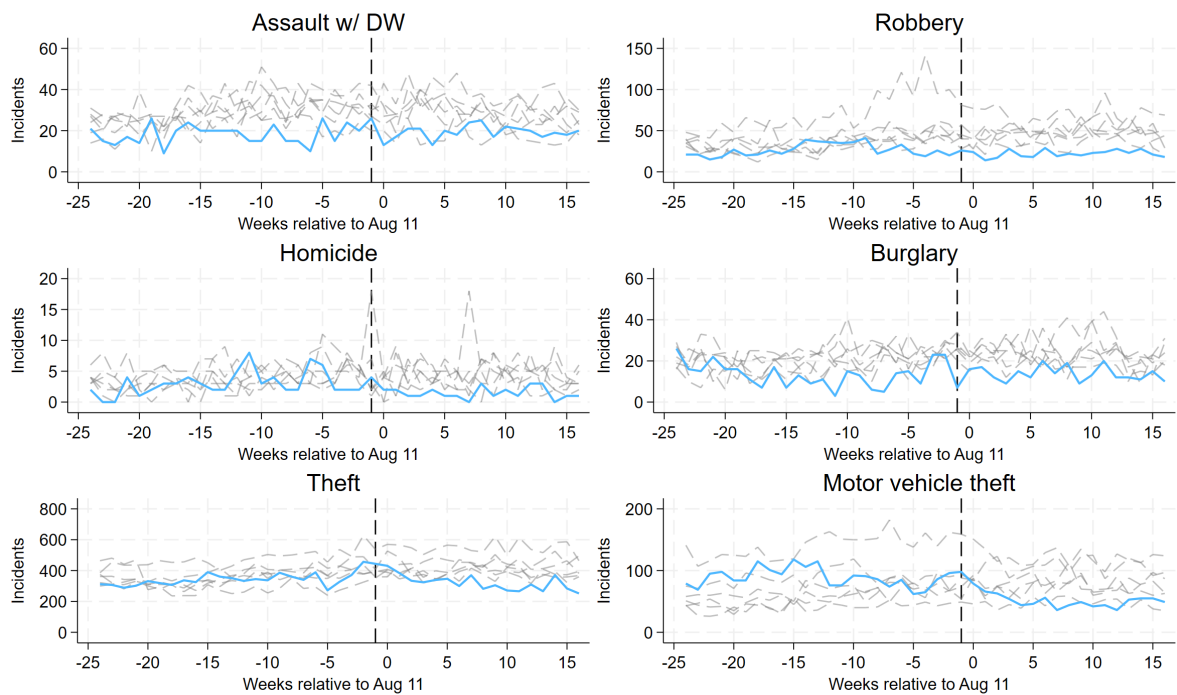 Assault w/ DW
Incidents
60
40
20
0
-25 -20 -15 -10 -5 0 5 10 15
Weeks relative to Aug 11
Robbery
Incidents
150
100
50
0
-25 -20 -15 -10 -5 0 5 10 15
Weeks relative to Aug 11
Homicide
Incidents
20
15
10
5
0
-25 -20 -15 -10 -5 0 5 10 15
Weeks relative to Aug 11
Burglary
Incidents
60
40
20
0
-25 -20 -15 -10 -5 0 5 10 15
Weeks relative to Aug 11
Theft
Incidents
800
600
400
200
0
-25 -20 -15 -10 -5 0 5 10 15
Weeks relative to Aug 11
Motor vehicle theft
Incidents
200
100
0
-25 -20 -15 -10 -5 0 5 10 15
Weeks relative to Aug 11